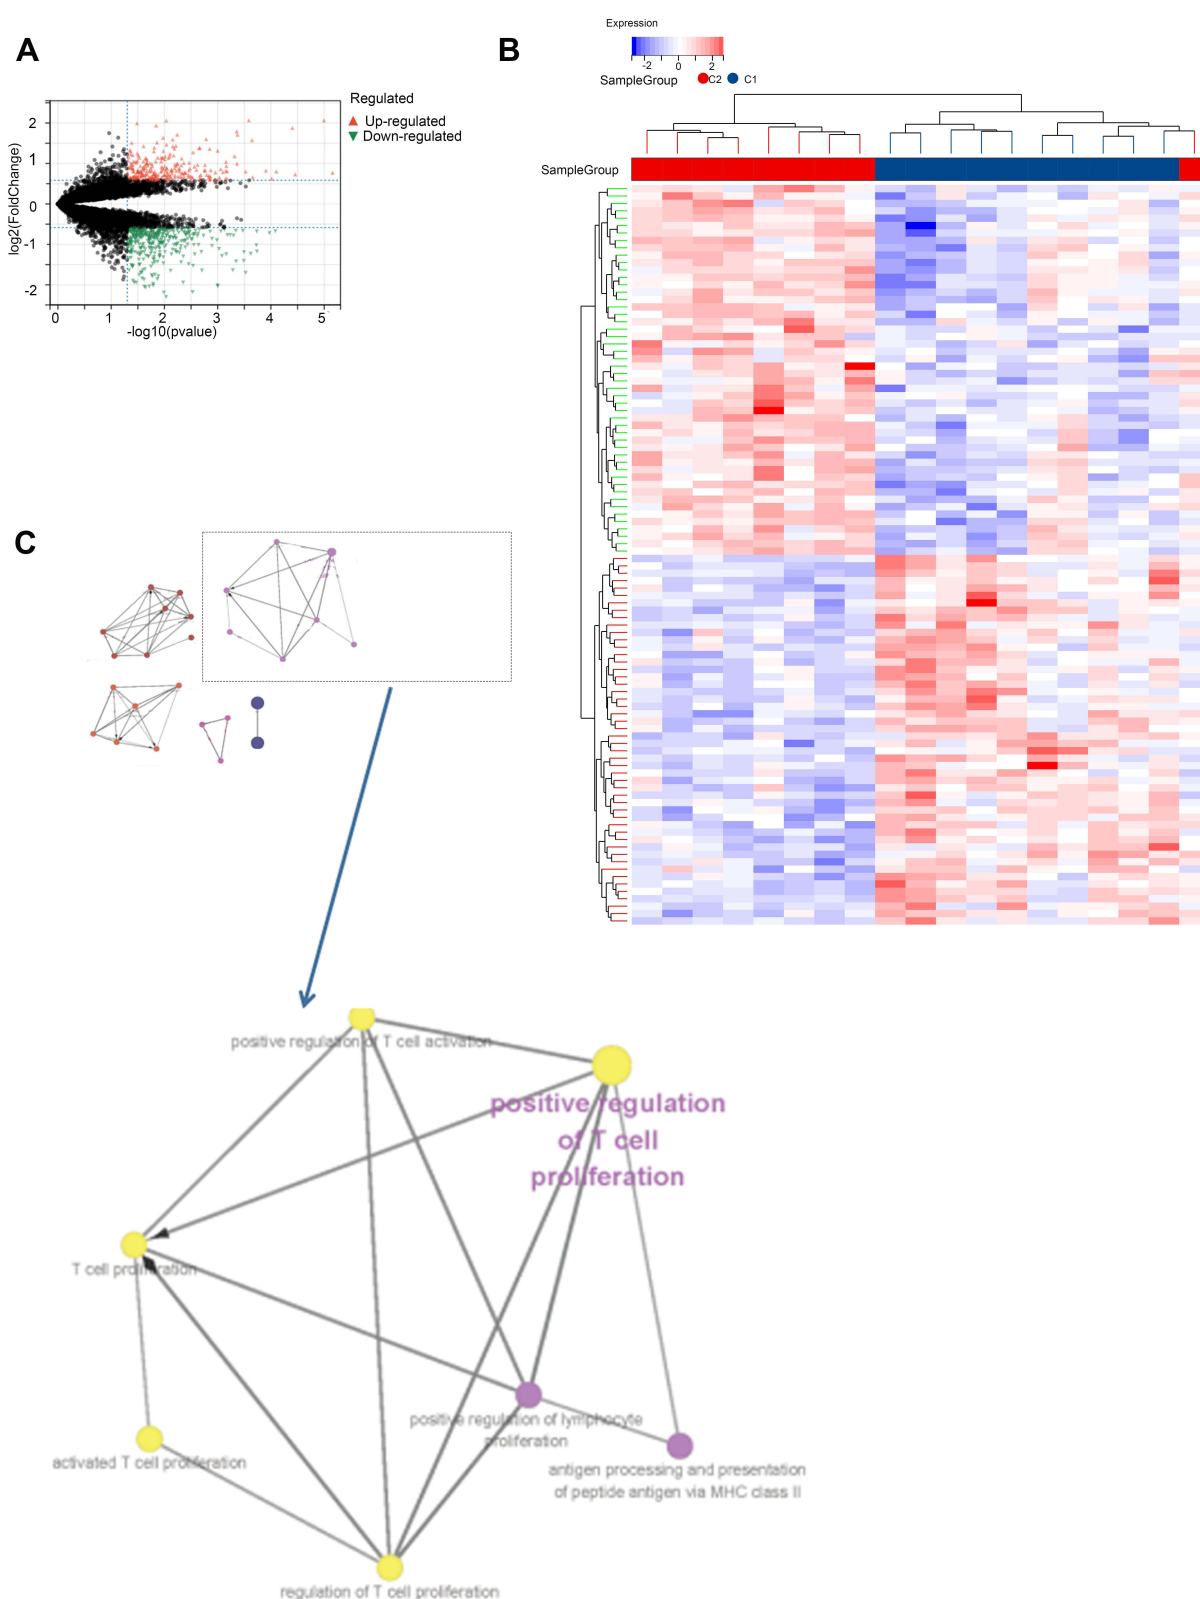 A
B
Expression
-2 0 2
SampleGroup C2 C1
Regulated
Up-regulated
Down-regulated
2
1
0
-1
-2
log2(FoldChange)
0 1 2 3 4 5
-log10(pvalue)
SampleGroup
C
positive regulation of T cell activation
positive regulation
of T cell
proliferation
T cell proliferation
positive regulation of lymphocyte
proliferation
activated T cell proliferation
antigen processing and presentation
of peptide antigen via MHC class II
regulation of T cell proliferation